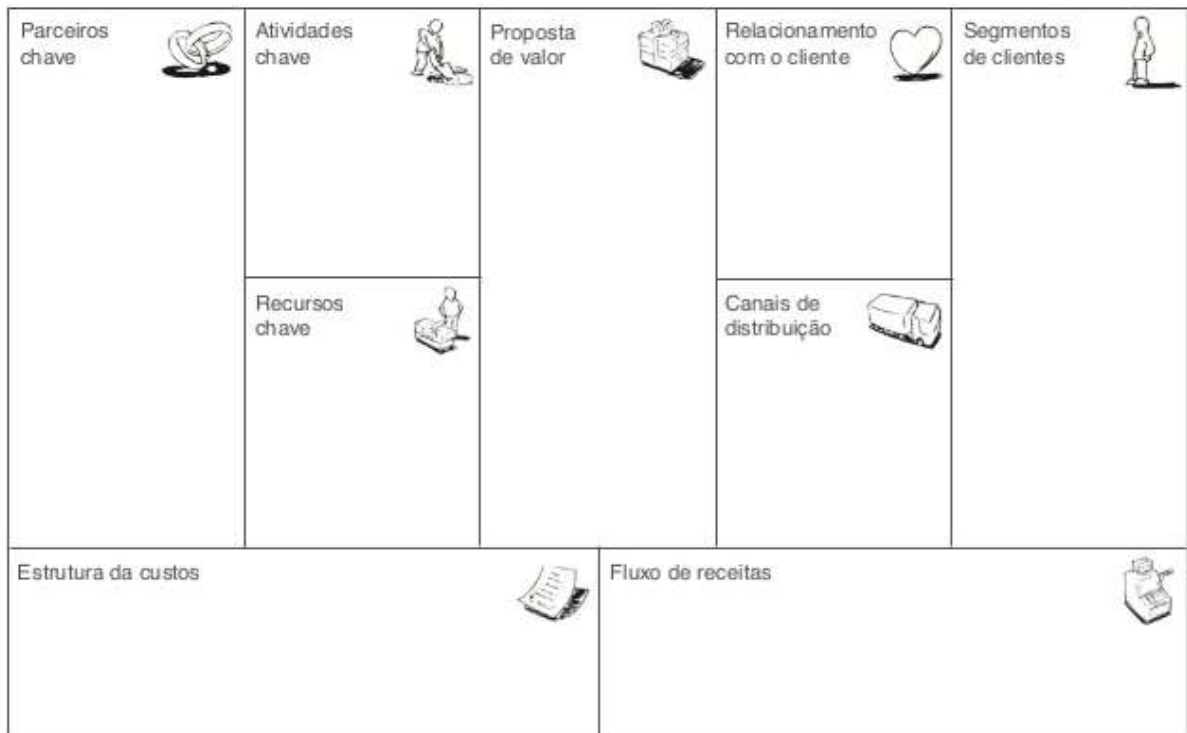 Parceiros
chave
Atividades
chave
Proposta
de valor
Relacionamento
com o cliente
Segmentos
de clientes
Recursos
chave
Canais de
distribuição
Estrutura da custos
Fluxo de receitas